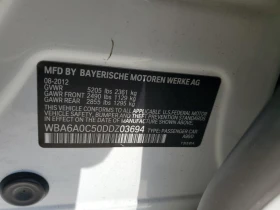 MFD BY BAYERISCHE MOTOREN WERKE AG
08-2012
GVWR 5205 lbs 2361 kg
GAWR FRONT 2490 lbs 1129 kg
GAWR REAR 2855 lbs 1295 kg
THIS VEHICLE CONFORMS TO ALL APPLICABLE
U.S. FEDERAL MOTOR
VEHICLE SAFETY, BUMPER AND THEFT PREVENTION STANDARDS
IN EFFECT ON THE DATE OF MANUFACTURE SHOWN ABOVE
WBA6A0C50DDZ03694
TYPE: PASSENGER CAR